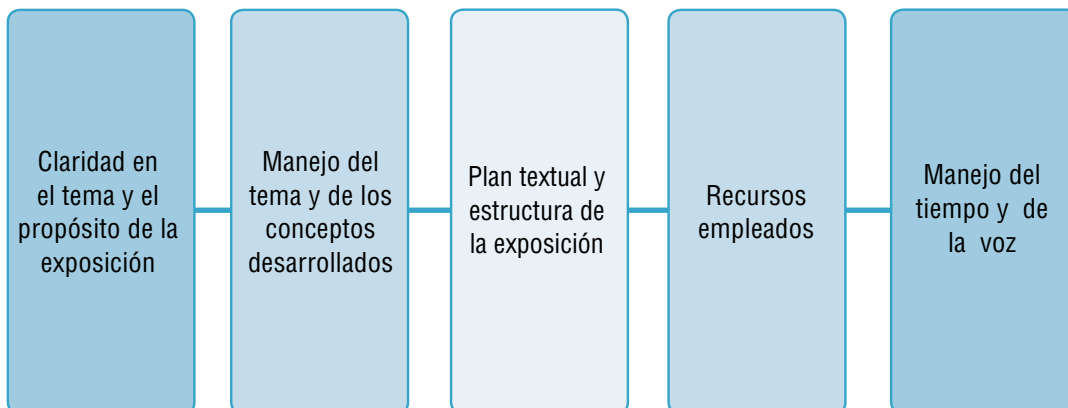 Claridad en
el tema y el
propósito de la
exposición
Manejo del
tema y de los
conceptos
desarrollados
Plan textual y
estructura de
la exposición
Recursos
empleados
Manejo del
tiempo y de
la voz